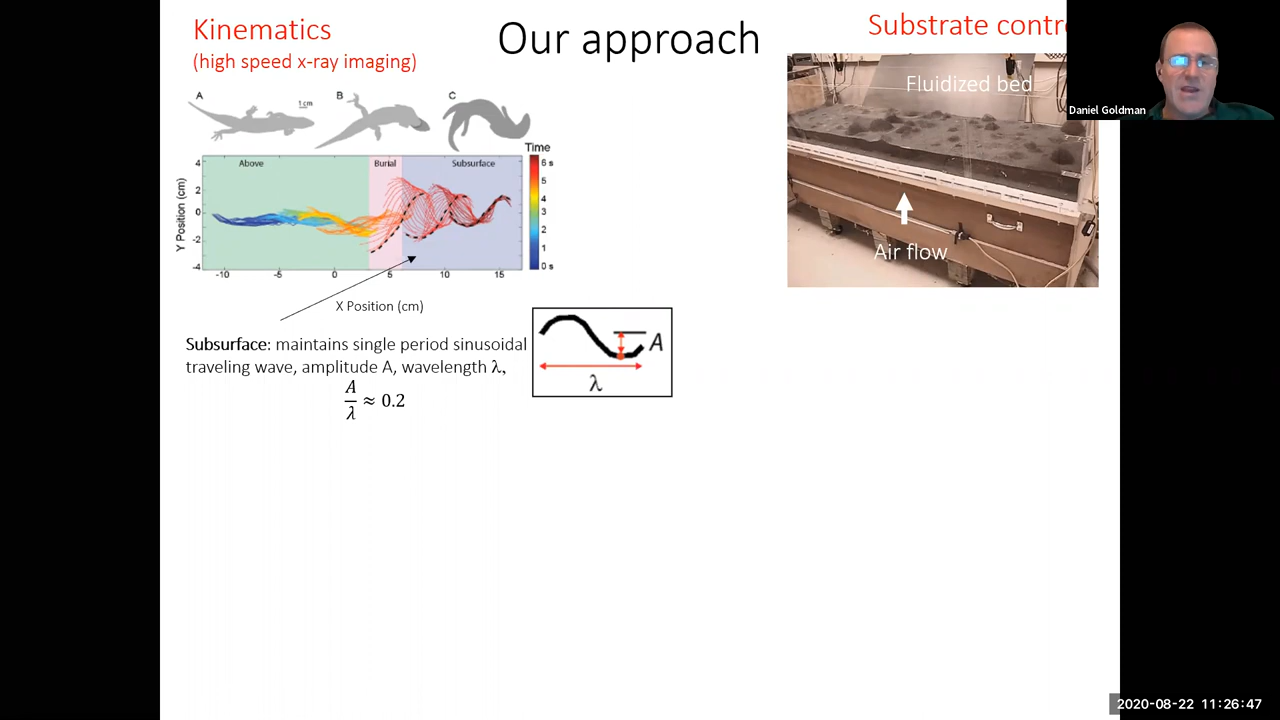 Kinematics
(high speed x-ray imaging)
Our approach
Substrate contro
Daniel Goldman
A
1 cm
B
C
Fluidized bed
Air flow
Time
Above
Burial
Subsurface
Y Position (cm)
4
2
0
-2
-4
6 s
5
4
3
2
1
0 s
-10
-5
0
5
10
15
X Position (cm)
Subsurface: maintains single period sinusoidal
traveling wave, amplitude A, wavelength λ,
A/λ ≈ 0.2
A
λ
2020-08-22 11:26:47